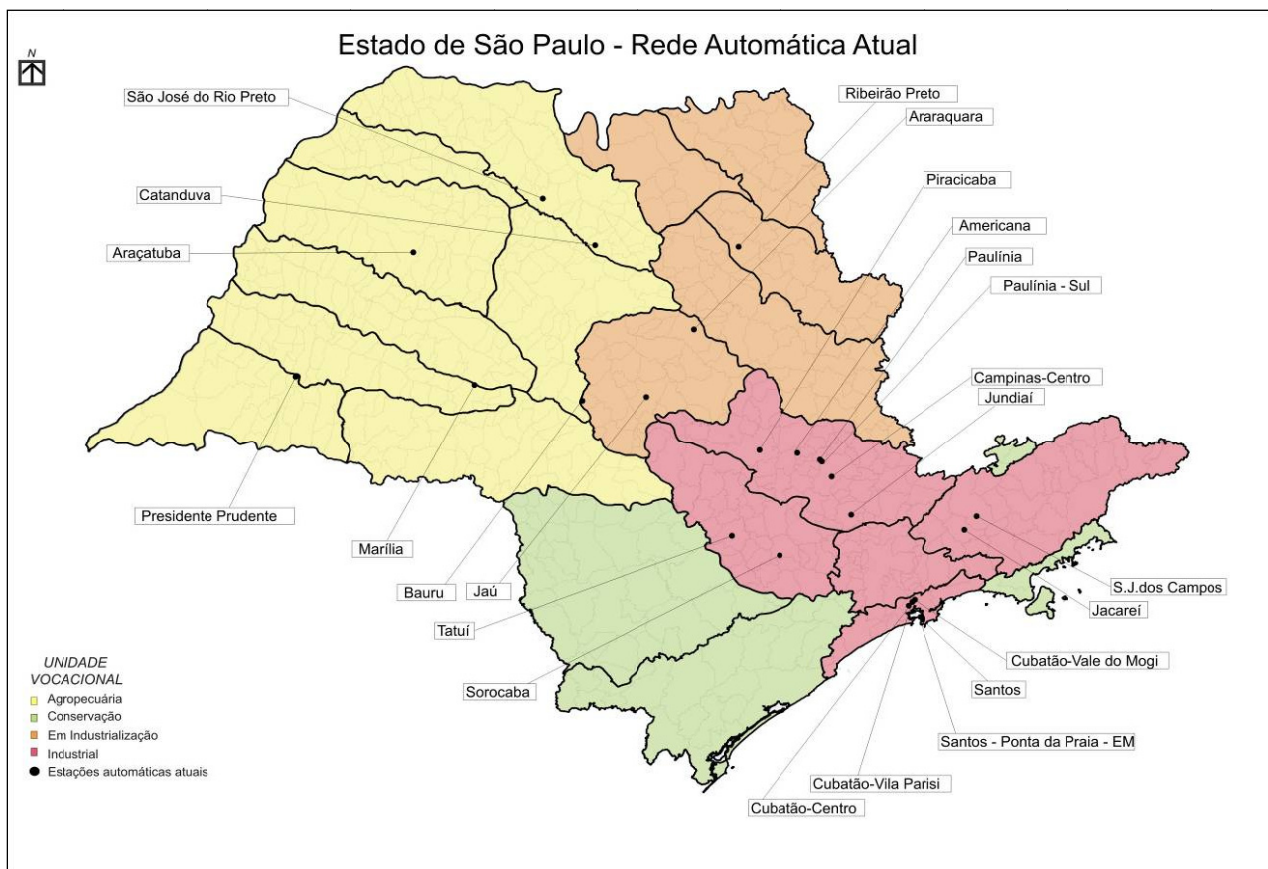 Estado de São Paulo - Rede Automática Atual
N
São José do Rio Preto
Ribeirão Preto
Araraquara
Catanduva
Piracicaba
Americana
Araçatuba
Paulínia
Paulínia - Sul
Campinas-Centro
Jundiaí
Presidente Prudente
Marília
Bauru
Jaú
S.J.dos Campos
Jacareí
Tatuí
Cubatão-Vale do Mogi
Sorocaba
Santos
Santos - Ponta da Praia - EM
Cubatão-Vila Parisi
Cubatão-Centro
UNIDADE
VOCACIONAL
Agropecuária
Conservação
Em Industrialização
Industrial
Estações automáticas atuais